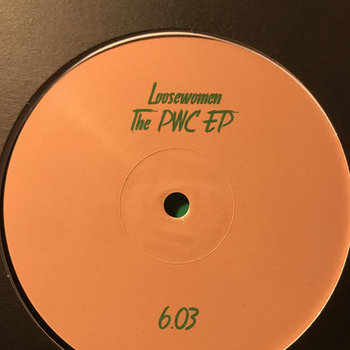 Loosewomen
The PWC EP
6.03